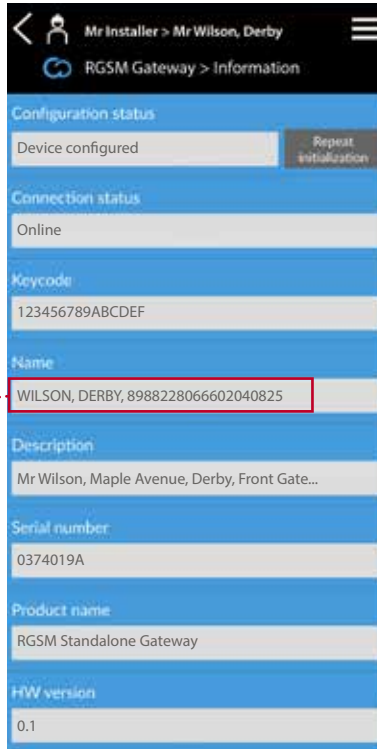 Mr Installer > Mr Wilson, Derby
RGSM Gateway > Information
Configuration status
Device configured
Repeat
initialization
Connection status
Online
Keycode
123456789ABCDEF
Name
WILSON, DERBY, 8988228066602040825
Description
Mr Wilson, Maple Avenue, Derby, Front Gate...
Serial number
0374019A
Product name
RGSM Standalone Gateway
HW version
0.1